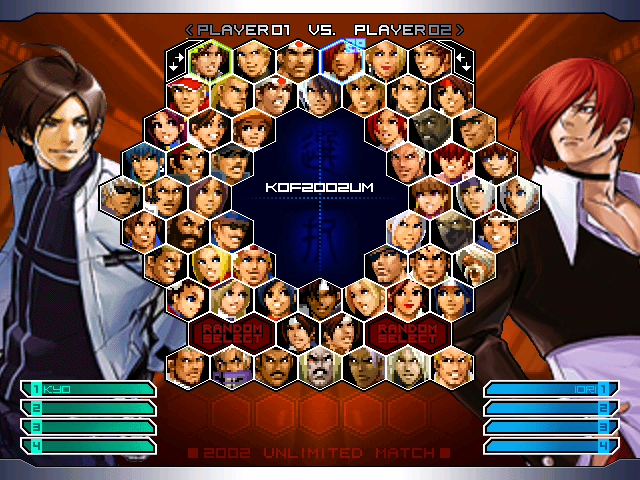 <PLAYER01 VS. PLAYER02>
2P
KOF2002UM
RANDOM SELECT
RANDOM SELECT
1 KYO
2
3
4
IORI 1
2
3
4
2002 UNLIMITED MATCH